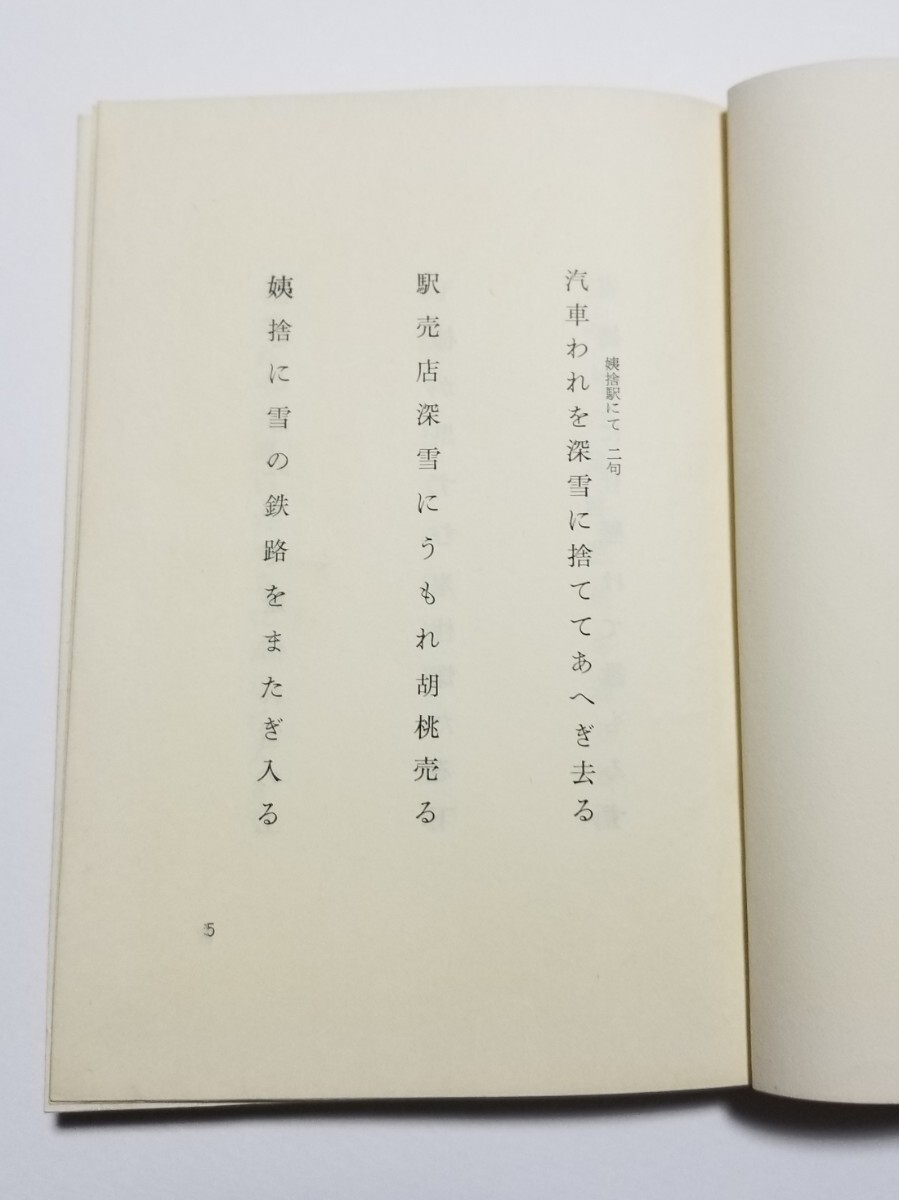 姨捨駅にて 二句
汽車われを深雪に捨ててあへぎ去る
駅売店深雪にうもれ胡桃売る
姨捨に雪の鉄路をまたぎ入る
5